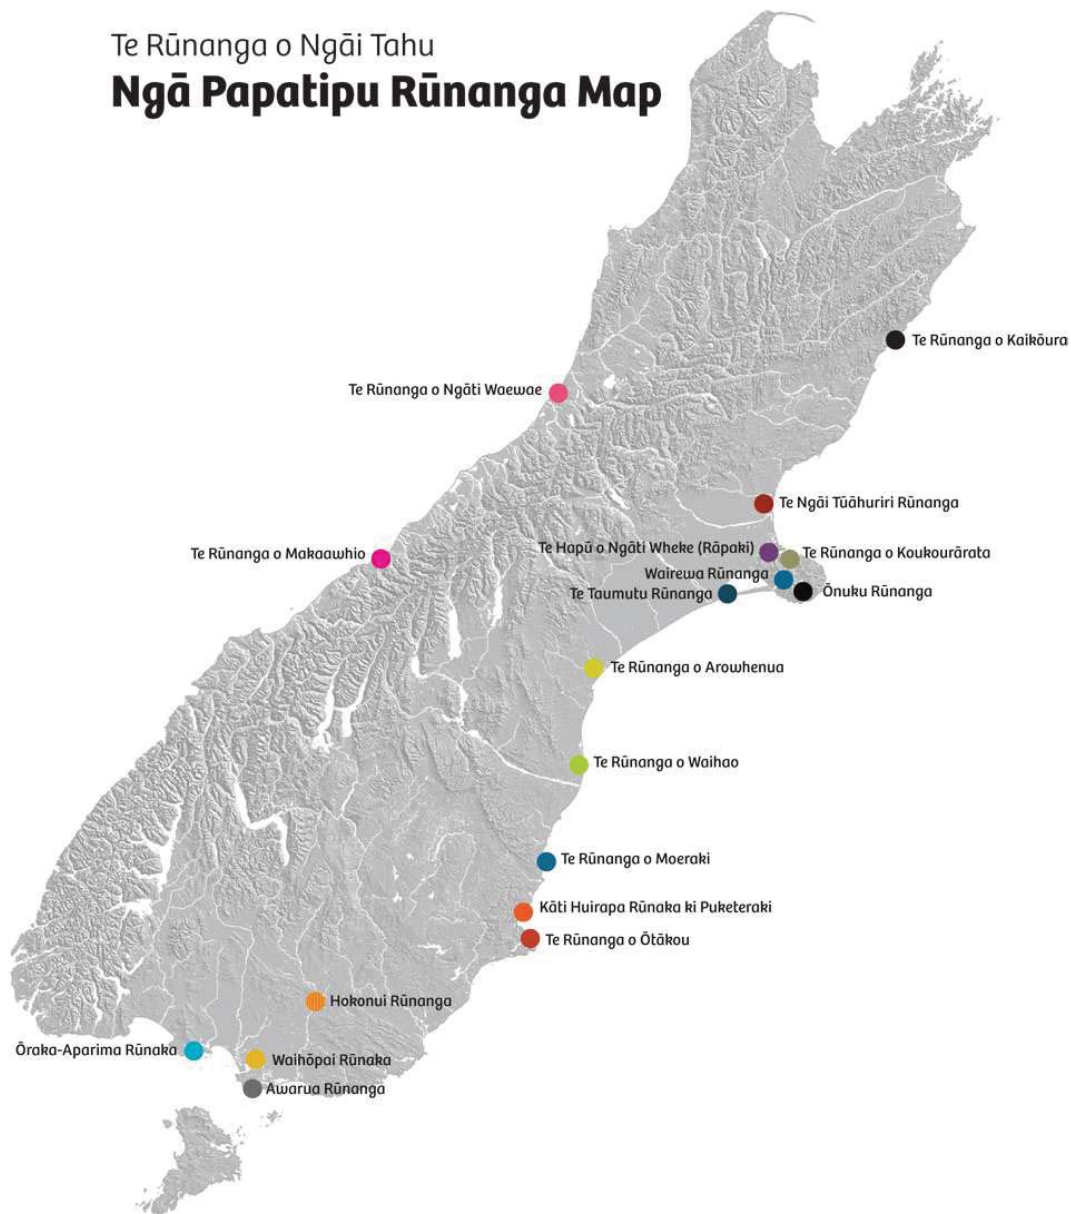 Te Rūnanga o Ngāi Tahu
Ngā Papatipu Rūnanga Map
Te Rūnanga o Kaikōura
Te Rūnanga o Ngāti Waewae
Te Ngāi Tūāhuriri Rūnanga
Te Rūnanga o Makaawhio
Te Hapū o Ngāti Wheke (Rāpaki)
Te Rūnanga o Koukourārata
Wairewa Rūnanga
Te Taumutu Rūnanga
Ōnuku Rūnanga
Te Rūnanga o Arowhenua
Te Rūnanga o Waihao
Te Rūnanga o Moeraki
Kāti Huirapa Rūnaka ki Puketeraki
Te Rūnanga o Ōtākou
Hokonui Rūnanga
Ōraka-Aparima Rūnaka
Waihōpai Rūnaka
Awarua Rūnanga